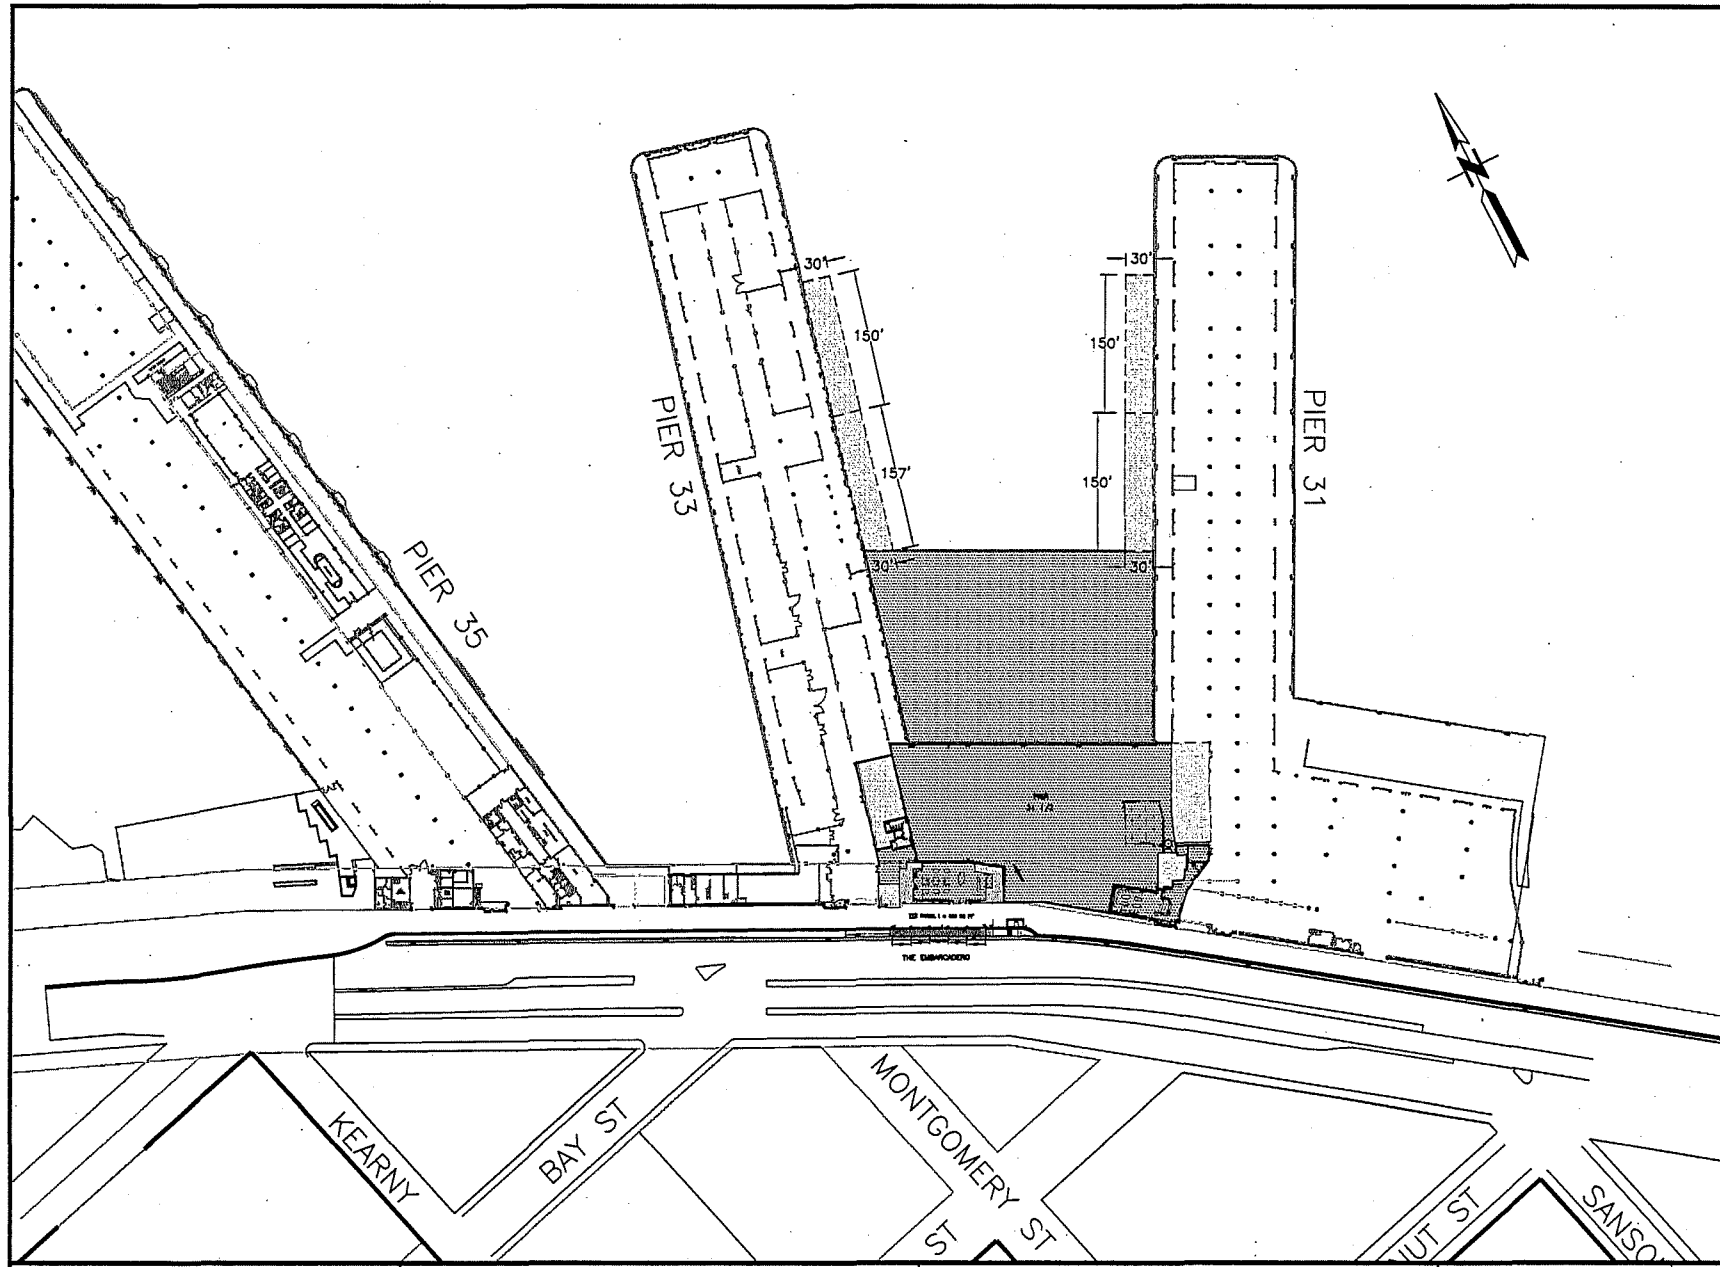 N
30'
30'
150'
150'
PIER 33
PIER 31
157'
150'
30'
30'
PIER 35
THE EMBARCADERO
KEARNY
BAY ST
MONTGOMERY ST
ST
ST